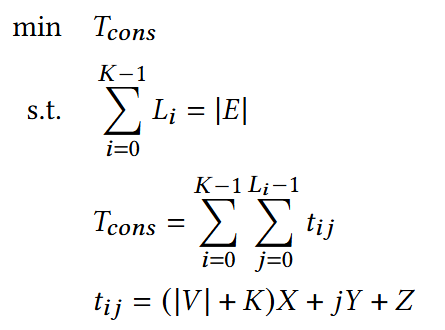 min T_{cons}
s.t. \sum_{i=0}^{K-1} L_i = |E|
T_{cons} = \sum_{i=0}^{K-1} \sum_{j=0}^{L_i-1} t_{ij}
t_{ij} = (|V| + K)X + jY + Z